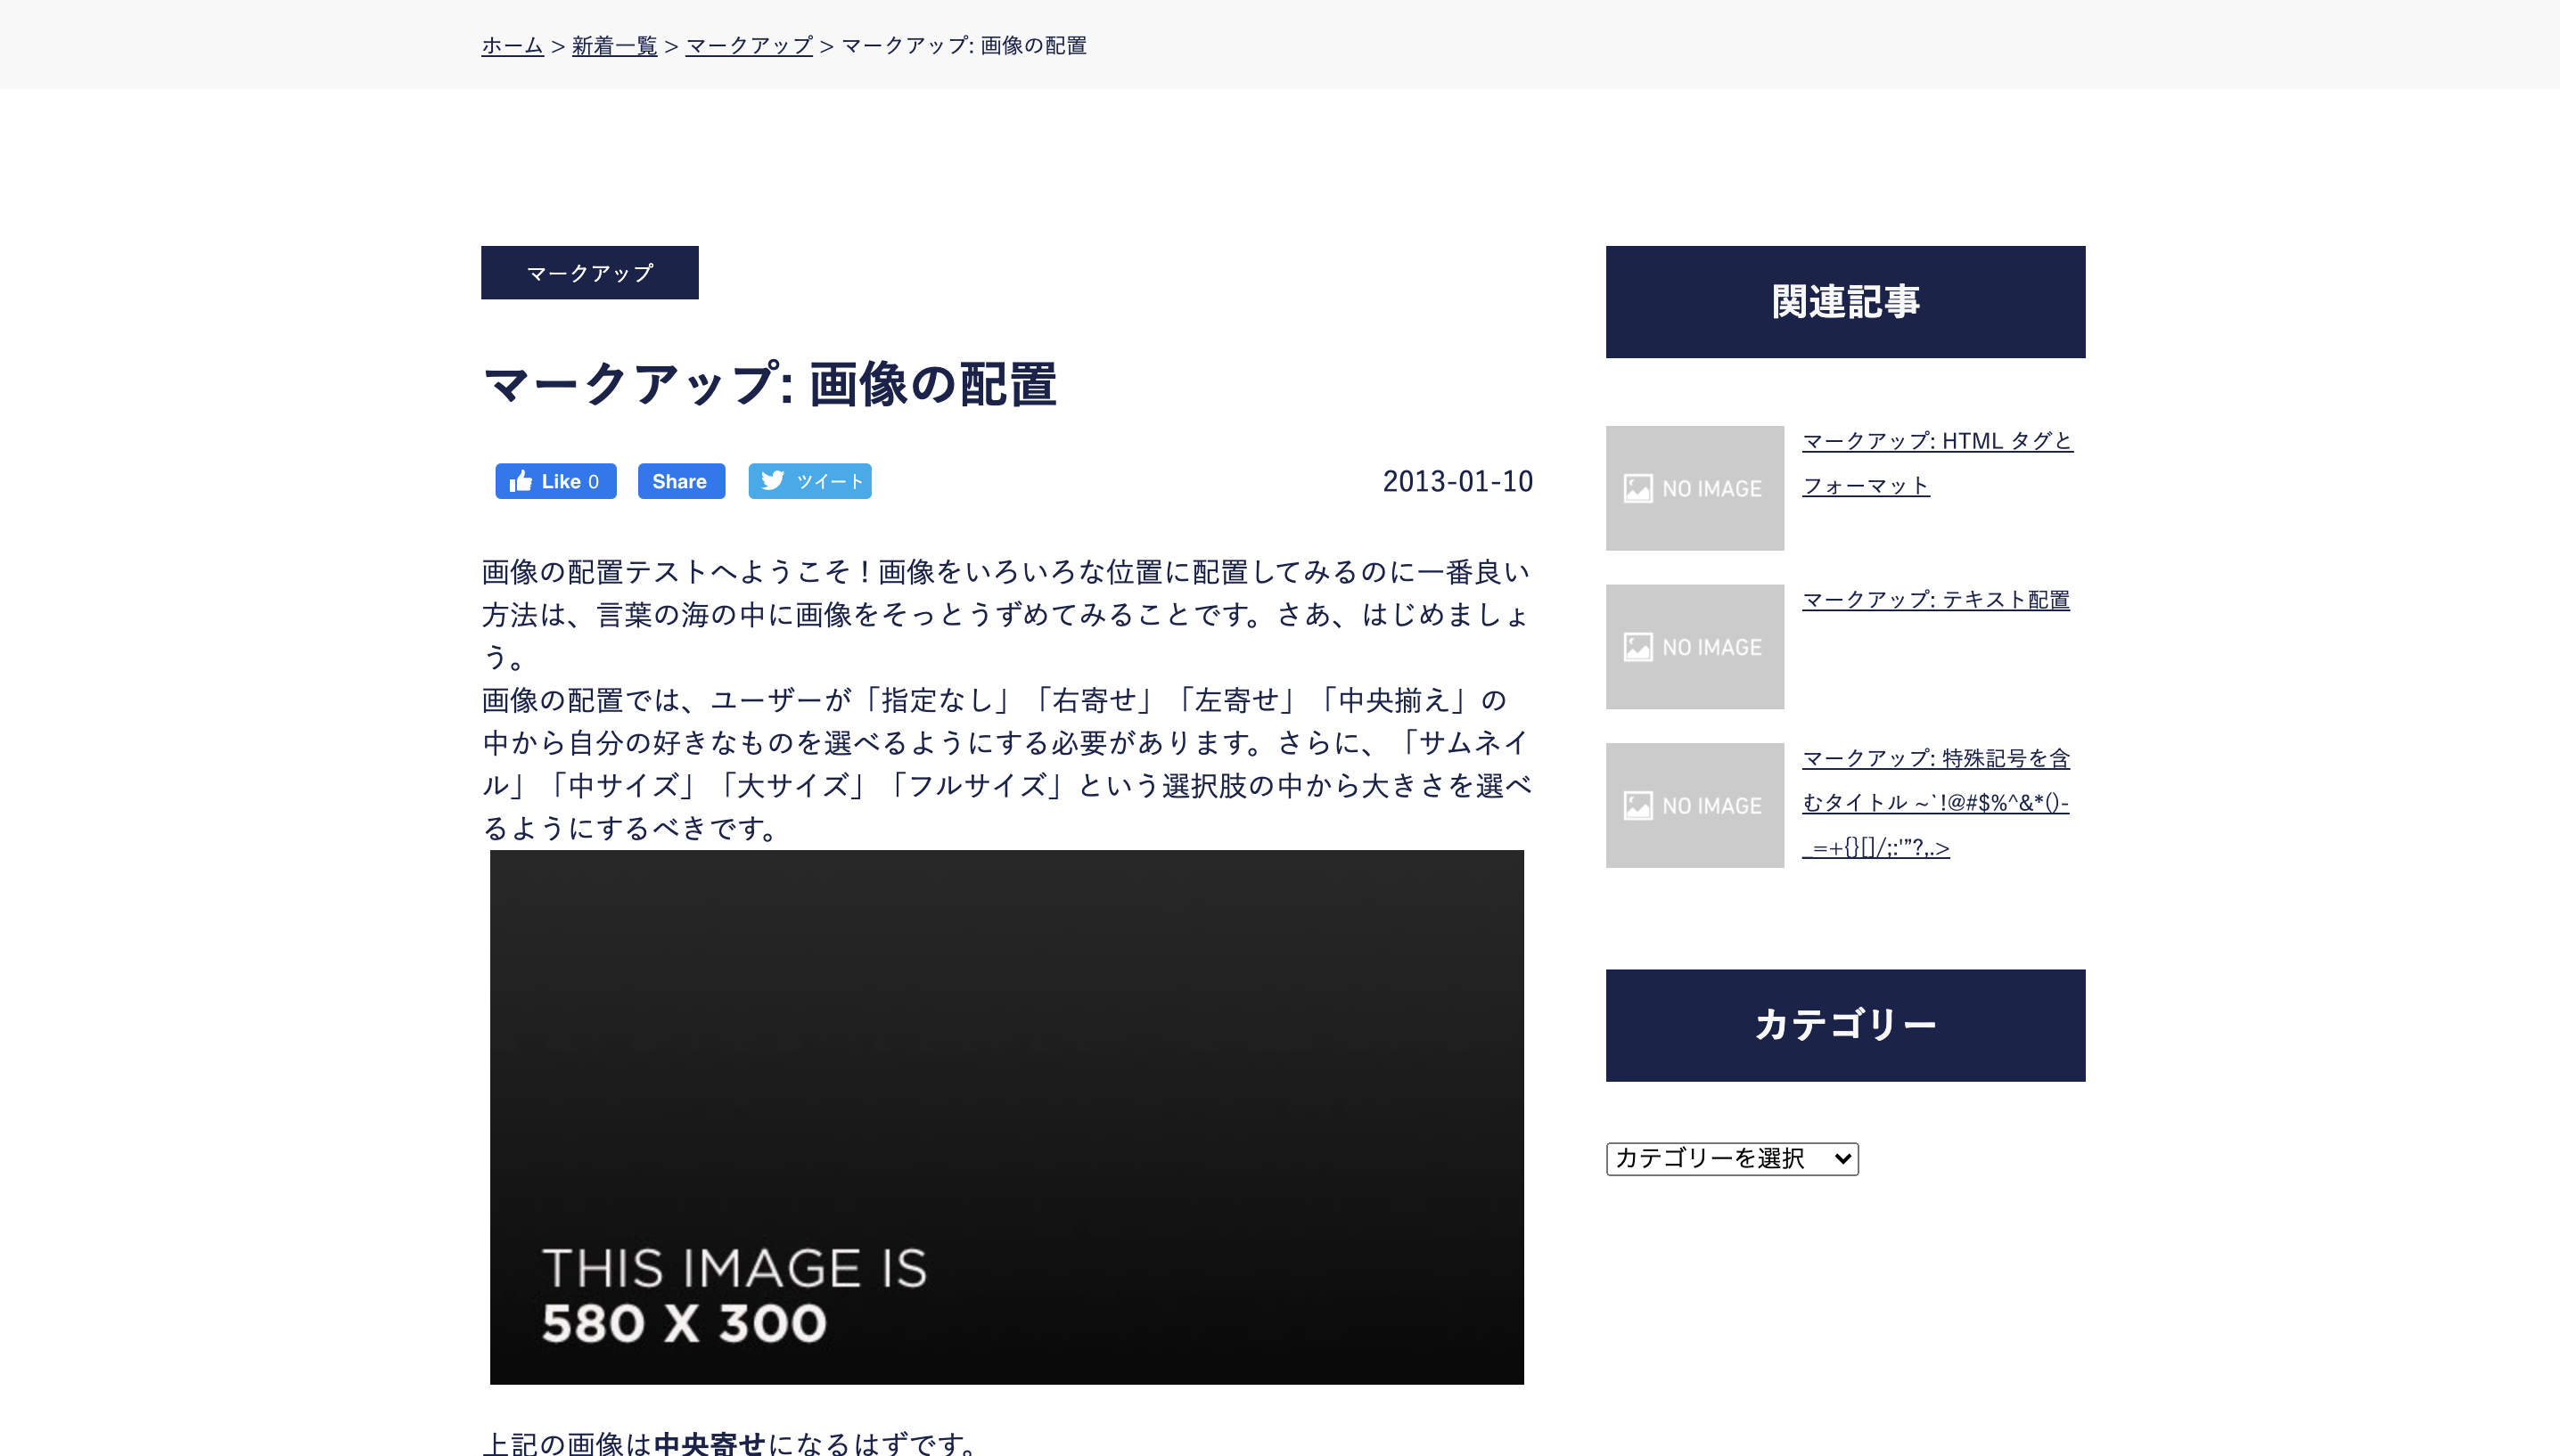 ホーム > 新着一覧 > マークアップ > マークアップ: 画像の配置
マークアップ
マークアップ: 画像の配置
Like 0
Share
ツイート
2013-01-10
画像の配置テストへようこそ！画像をいろいろな位置に配置してみるのに一番良い
方法は、言葉の海の中に画像をそっとうずめてみることです。さあ、はじめましょ
う。
画像の配置では、ユーザーが「指定なし」「右寄せ」「左寄せ」「中央揃え」の
中から自分の好きなものを選べるようにする必要があります。さらに、「サムネイ
ル」「中サイズ」「大サイズ」「フルサイズ」という選択肢の中から大きさを選べ
るようにするべきです。
THIS IMAGE IS
580 X 300
上記の画像は中央寄せになるはずです。
関連記事
NO IMAGE
マークアップ: HTML タグと
フォーマット
NO IMAGE
マークアップ: テキスト配置
NO IMAGE
マークアップ: 特殊記号を含
むタイトル ~`!@#$%^&*()-
_=+{}[]/;:'”?,.>
カテゴリー
カテゴリーを選択